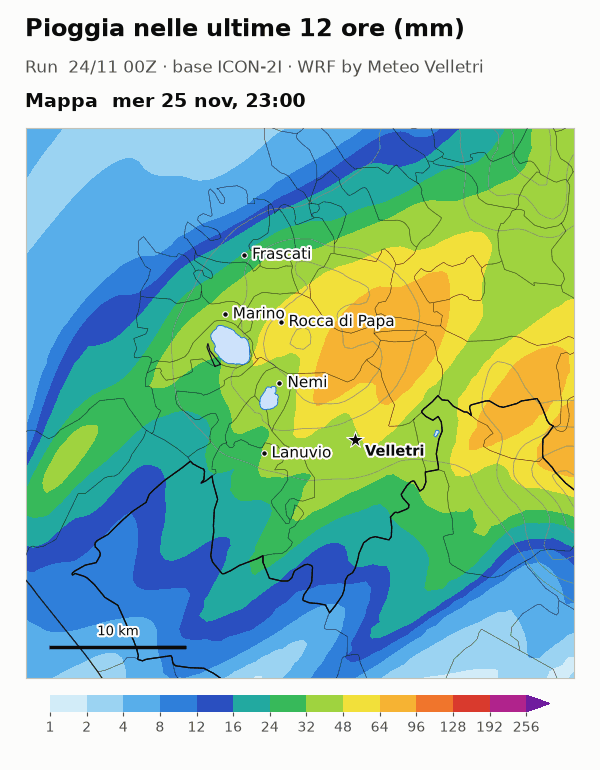 Pioggia nelle ultime 12 ore (mm)
Run  24/11 00Z · base ICON-2I · WRF by Meteo Velletri
Mappa  mer 25 nov, 23:00
Frascati
Marino
Rocca di Papa
Nemi
Velletri
Lanuvio
10 km
1 2 4 8 12 16 24 32 48 64 96 128 192 256